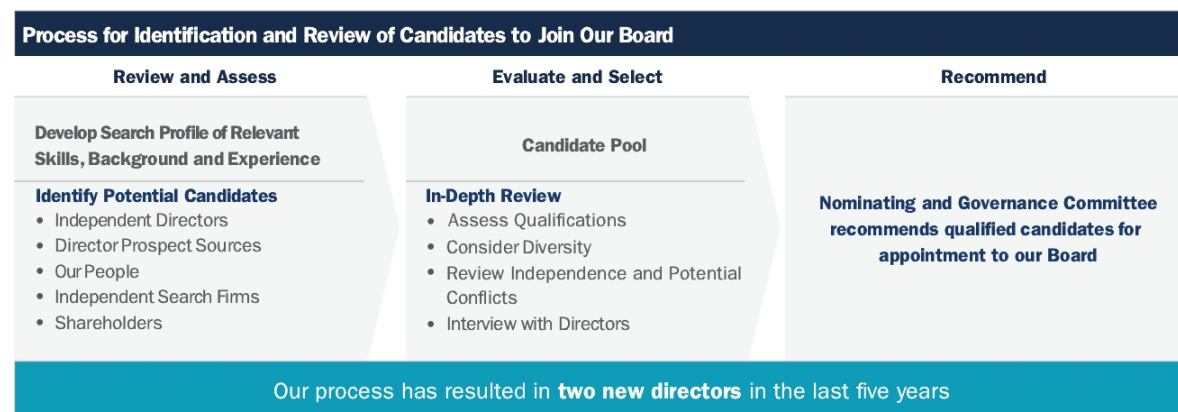 Process for Identification and Review of Candidates to Join Our Board
Review and Assess
Develop Search Profile of Relevant
Skills, Background and Experience
Identify Potential Candidates
• Independent Directors
• Director Prospect Sources
• Our People
• Independent Search Firms
• Shareholders
Evaluate and Select
Candidate Pool
In-Depth Review
• Assess Qualifications
• Consider Diversity
• Review Independence and Potential
Conflicts
• Interview with Directors
Recommend
Nominating and Governance Committee
recommends qualified candidates for
appointment to our Board
Our process has resulted in two new directors in the last five years